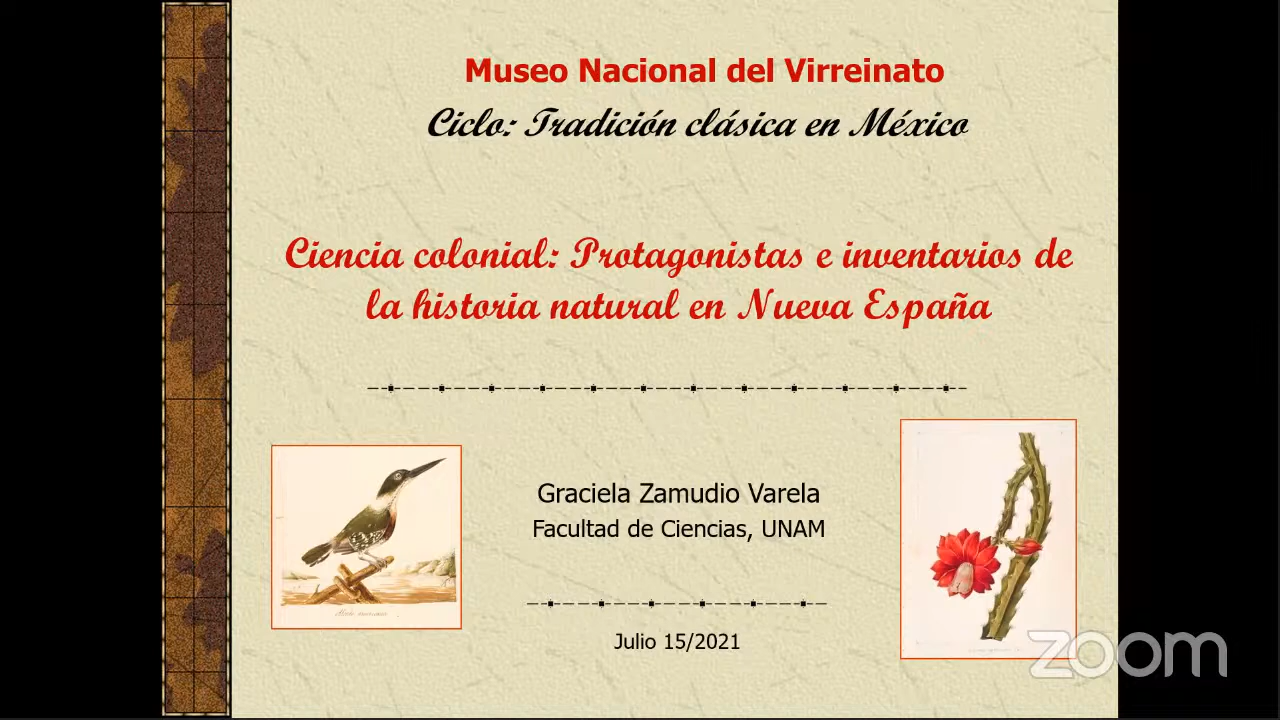 Museo Nacional del Virreinato
Ciclo: Tradición clásica en México
Ciencia colonial: Protagonistas e inventarios de
la historia natural en Nueva España
Graciela Zamudio Varela
Facultad de Ciencias, UNAM
Julio 15/2021
zoom